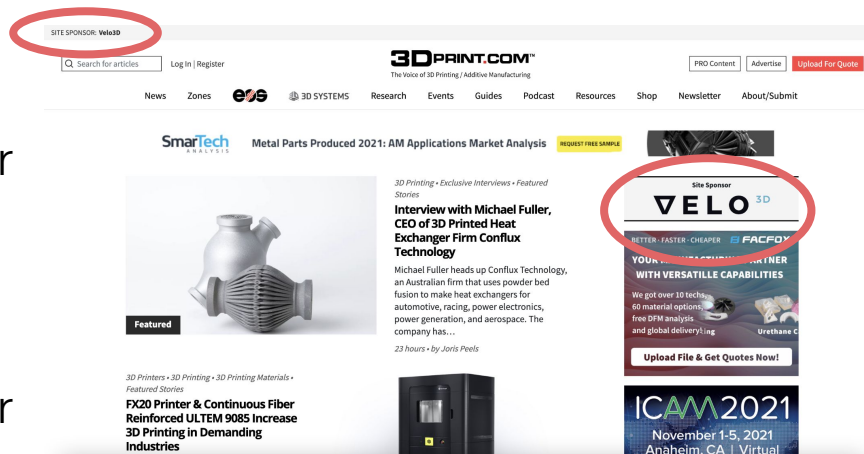 SITE SPONSOR: Velo3D
Search for articles
Log In | Register
3DPRINT.COM™
The Voice of 3D Printing / Additive Manufacturing
PRO Content
Advertise
Upload For Quote
News Zones eos 3D SYSTEMS Research Events Guides Podcast Resources Shop Newsletter About/Submit
r
SmarTech
ANALYSIS
Metal Parts Produced 2021: AM Applications Market Analysis
REQUEST FREE SAMPLE
Featured
3D Printing • Exclusive Interviews • Featured
Stories
Interview with Michael Fuller,
CEO of 3D Printed Heat
Exchanger Firm Conflux
Technology
Michael Fuller heads up Conflux Technology,
an Australian firm that uses powder bed
fusion to make heat exchangers for
automotive, racing, power electronics,
power generation, and aerospace. The
company has…
23 hours • by Joris Peels
Site Sponsor
VELO 3D
BETTER · FASTER · CHEAPER FACFOX
YOUR MANUFACTURING PARTNER
WITH VERSATILLE CAPABILITIES
We got over 10 techs,
60 material options,
free DFM analysis
and global delivery!
Urethane C
Upload File & Get Quotes Now!
r
3D Printers • 3D Printing • 3D Printing Materials •
Featured Stories
FX20 Printer & Continuous Fiber
Reinforced ULTEM 9085 Increase
3D Printing in Demanding
Industries
ICAM2021
November 1-5, 2021
Anaheim, CA | Virtual